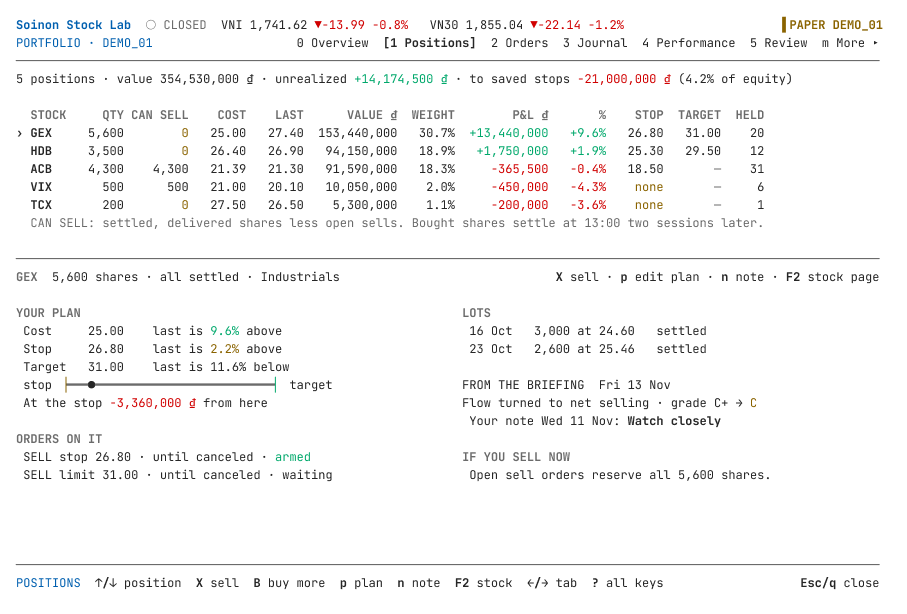 Soinon Stock Lab ○ CLOSED VNI 1,741.62 ▼-13.99 -0.8% VN30 1,855.04 ▼-22.14 -1.2% PAPER DEMO_01
PORTFOLIO · DEMO_01 0 Overview [1 Positions] 2 Orders 3 Journal 4 Performance 5 Review m More ‣
5 positions · value 354,530,000 ₫ · unrealized +14,174,500 ₫ · to saved stops -21,000,000 ₫ (4.2% of equity)
STOCK QTY CAN SELL COST LAST VALUE ₫ WEIGHT P&L ₫ % STOP TARGET HELD
› GEX 5,600 0 25.00 27.40 153,440,000 30.7% +13,440,000 +9.6% 26.80 31.00 20
HDB 3,500 0 26.40 26.90 94,150,000 18.9% +1,750,000 +1.9% 25.30 29.50 12
ACB 4,300 4,300 21.39 21.30 91,590,000 18.3% -365,500 -0.4% 18.50 — 31
VIX 500 500 21.00 20.10 10,050,000 2.0% -450,000 -4.3% none — 6
TCX 200 0 27.50 26.50 5,300,000 1.1% -200,000 -3.6% none — 1
CAN SELL: settled, delivered shares less open sells. Bought shares settle at 13:00 two sessions later.
GEX 5,600 shares · all settled · Industrials X sell · p edit plan · n note · F2 stock page
YOUR PLAN
Cost 25.00 last is 9.6% above
Stop 26.80 last is 2.2% above
Target 31.00 last is 11.6% below
stop target
At the stop -3,360,000 ₫ from here
ORDERS ON IT
SELL stop 26.80 · until canceled · armed
SELL limit 31.00 · until canceled · waiting
LOTS
16 Oct 3,000 at 24.60 settled
23 Oct 2,600 at 25.46 settled
FROM THE BRIEFING Fri 13 Nov
Flow turned to net selling · grade C+ → C
Your note Wed 11 Nov: Watch closely
IF YOU SELL NOW
Open sell orders reserve all 5,600 shares.
POSITIONS ↑/↓ position X sell B buy more p plan n note F2 stock ←/→ tab ? all keys Esc/q close